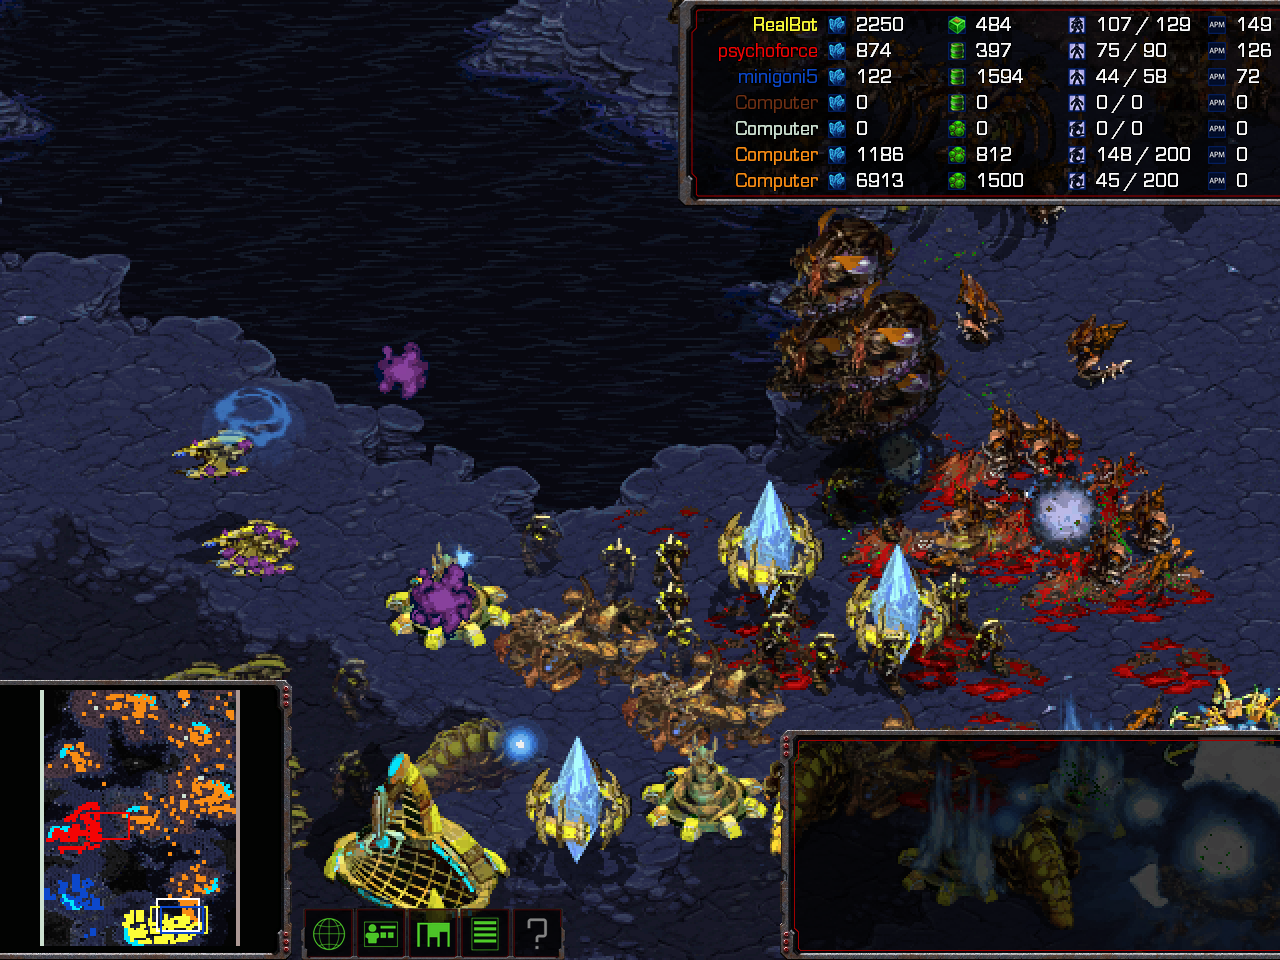 RealBot 2250 484 107 / 129 APM 149
psychoforce 874 397 75 / 90 APM 126
minigoni5 122 1594 44 / 58 APM 72
Computer 0 0 0 / 0 APM 0
Computer 0 0 0 / 0 APM 0
Computer 1186 812 148 / 200 APM 0
Computer 6913 1500 45 / 200 APM 0
?